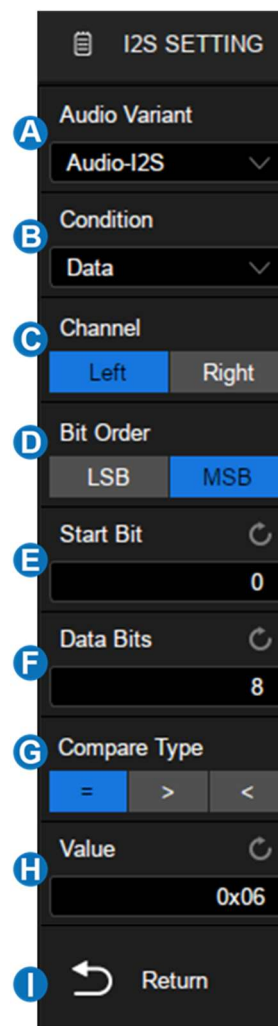 I2S SETTING
A Audio Variant
Audio-I2S
B Condition
Data
C Channel
Left Right
D Bit Order
LSB MSB
E Start Bit
0
F Data Bits
8
G Compare Type
= > <
H Value
0x06
I Return